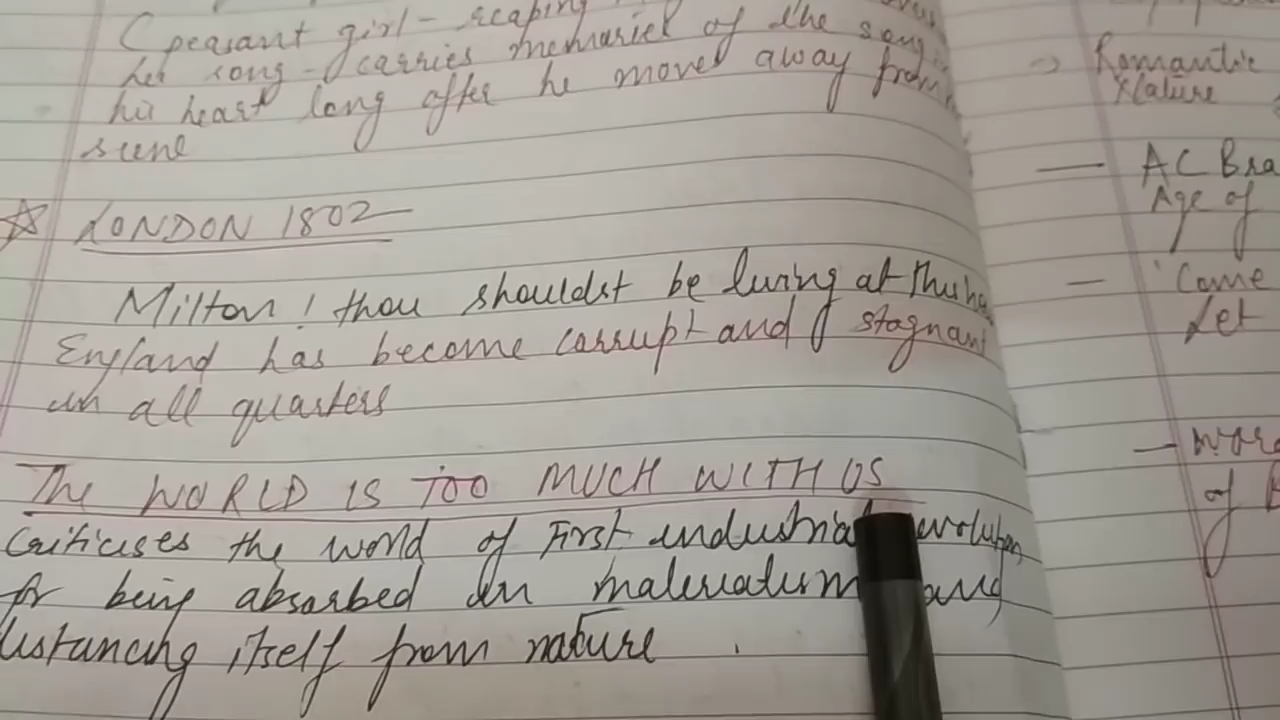 ( peasant girl - reaping
her song - carries memories of the song
his heart long after he moved away from
scene
☆ LONDON 1802
Milton! thou shouldst be living at this
England has become corrupt and stagnant
in all quarters
The WORLD IS TOO MUCH WITH US
Criticises the world of First industrial evolution
for being absorbed in materialism and
distancing itself from nature .
⇒ Romantic
Nature
— AC Bra
Age of
— 'Come
Let
— Wor
of